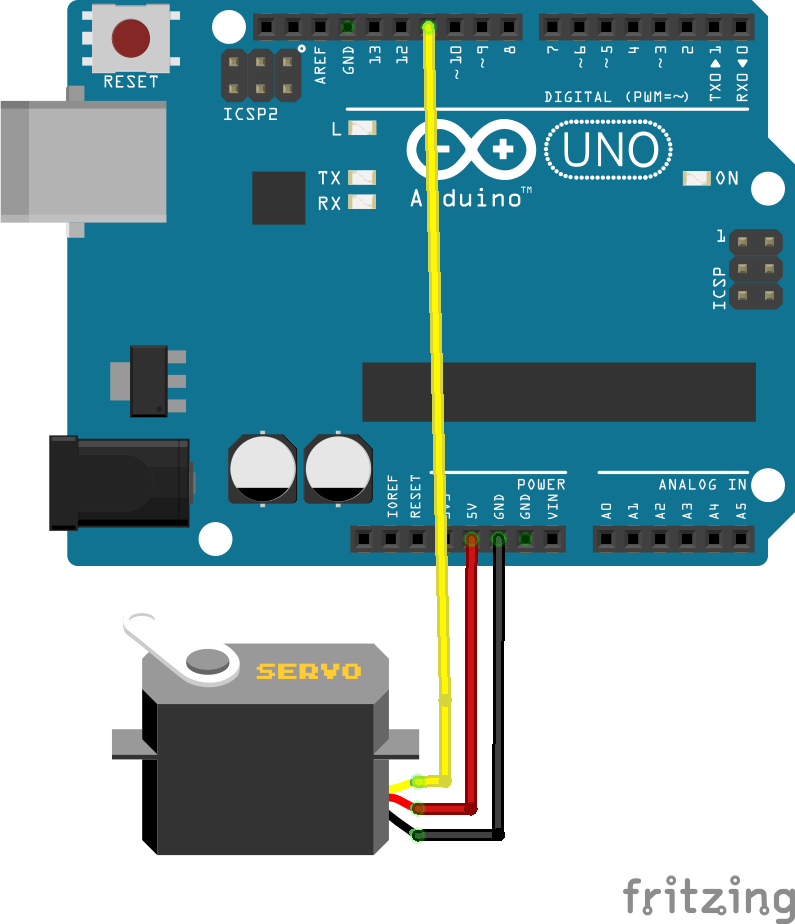 RESET
AREF
GND
13
12
~10
~9
8
7
~6
~5
4
~3
2
TX0▶1
RX0◀0
ICSP2
DIGITAL (PWM=~)
L
TX
RX
UNO
Arduino™
ON
1
ICSP
IOREF
RESET
5V
GND
GND
VIN
POWER
A0
A1
A2
A3
A4
A5
ANALOG IN
SERVO
fritzing